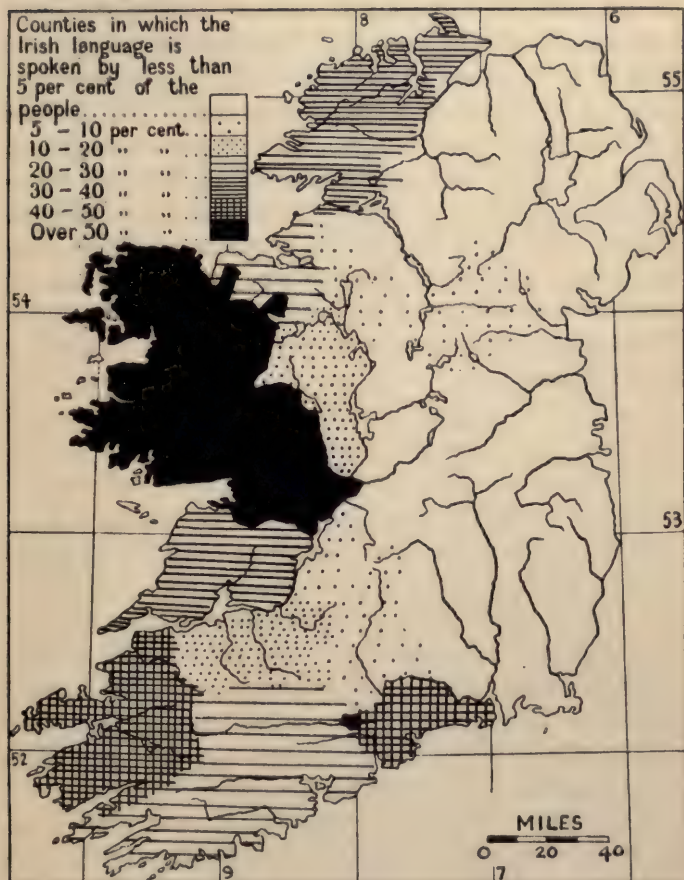 Counties in which the
Irish language is
spoken by less than
5 per cent of the
people..........
5 - 10 per cent...
10 - 20 " "
20 - 30 " "
30 - 40 " "
40 - 50 " "
Over 50 " "
8
6
55
54
53
52
MILES
0 20 40
9
7